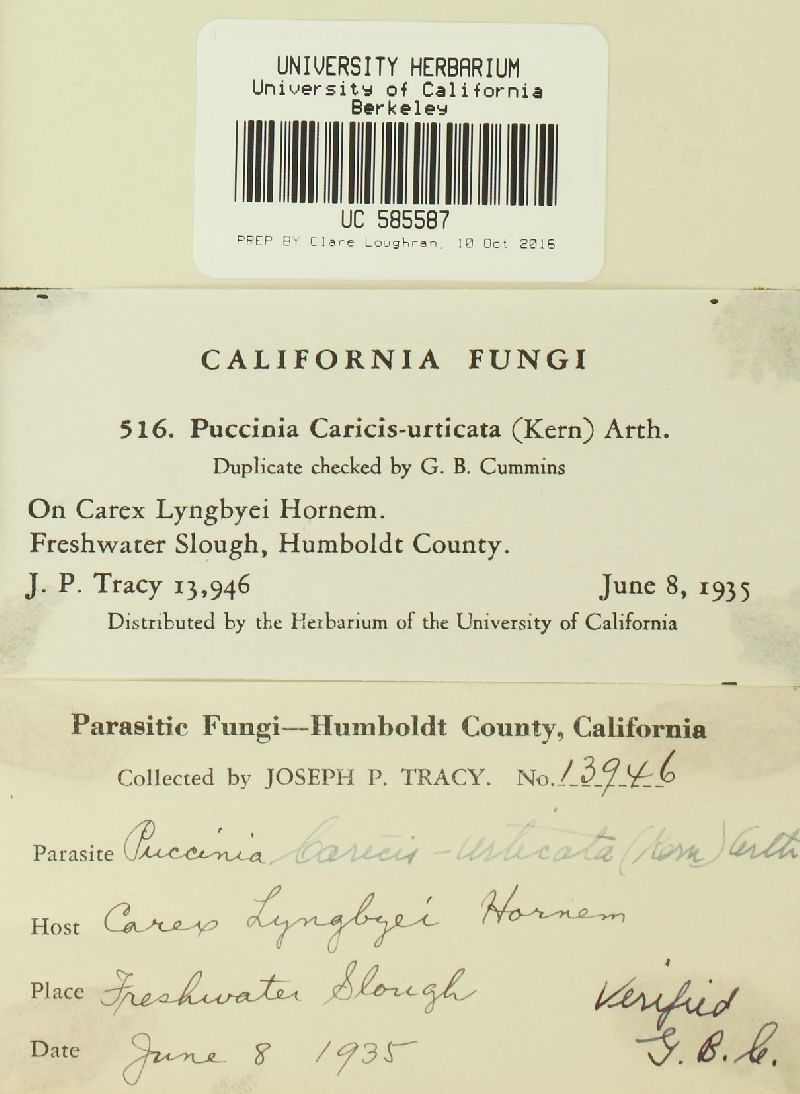 UNIVERSITY HERBARIUM
University of California
Berkeley
UC 585587
PREP BY Clare Loughran, 10 Oct 2016
CALIFORNIA FUNGI
516. Puccinia Caricis-urticata (Kern) Arth.
Duplicate checked by G. B. Cummins
On Carex Lyngbyei Hornem.
Freshwater Slough, Humboldt County.
J. P. Tracy 13,946 June 8, 1935
Distributed by the Herbarium of the University of California
Parasitic Fungi—Humboldt County, California
Collected by JOSEPH P. TRACY. No. 13946
Parasite Puccinia Caricis-urticata (Kern) Arth
Host Carex Lyngbyei Hornem
Place Freshwater Slough
Verified
Date June 8 1935
G. B. C.